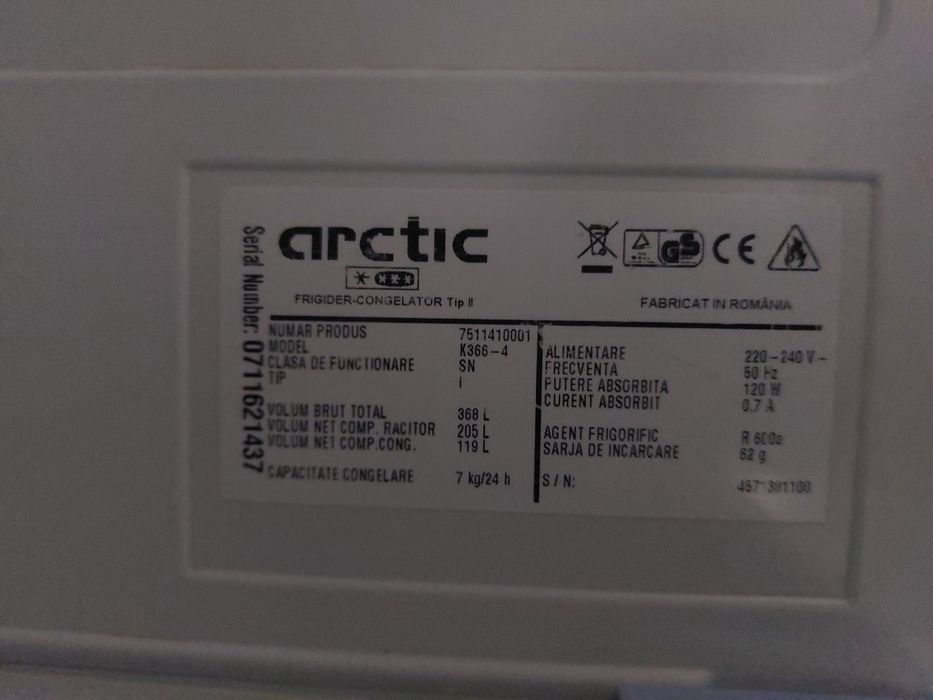 Serial Number: 0711621437
arctic
GS
CE
FRIGIDER-CONGELATOR Tip II
FABRICAT IN ROMÂNIA
NUMAR PRODUS 7511410001
MODEL K366-4
CLASA DE FUNCTIONARE SN
TIP I
VOLUM BRUT TOTAL 368 L
VOLUM NET COMP. RACITOR 205 L
VOLUM NET COMP.CONG. 119 L
CAPACITATE CONGELARE 7 kg/24 h
ALIMENTARE 220-240 V~
FRECVENTA 50 Hz
PUTERE ABSORBITA 120 W
CURENT ABSORBIT 0,7 A
AGENT FRIGORIFIC R 600a
SARJA DE INCARCARE 62 g
S / N: